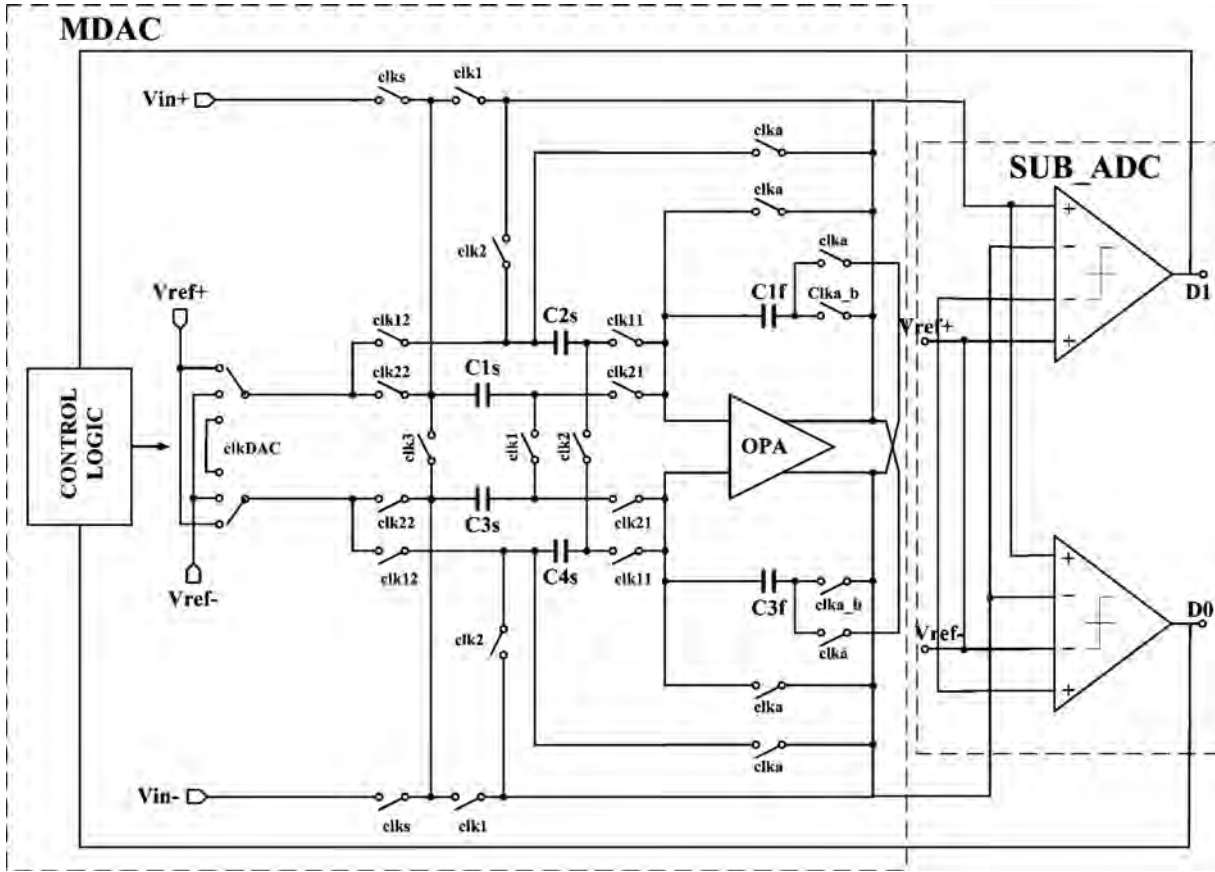 MDAC
clks
clk1
Vin+
clka
SUB_ADC
clka
clk2
clka
Vref+
C1f
Clka_b
D1
clk12
C2s
clk11
Vref+
clk22
C1s
clk21
CONTROL
LOGIC
clkDAC
clk3
clk1
clk2
OPA
clk22
C3s
clk21
clk12
C4s
clk11
Vref-
C3f
clka_b
D0
clk2
clka
Vref-
clka
clka
Vin-
clks
clk1